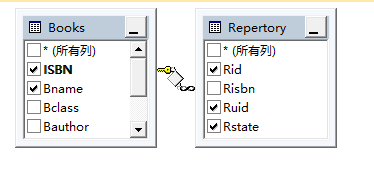 Books
* (所有列)
ISBN
Bname
Bclass
Bauthor
Repertory
* (所有列)
Rid
Risbn
Ruid
Rstate